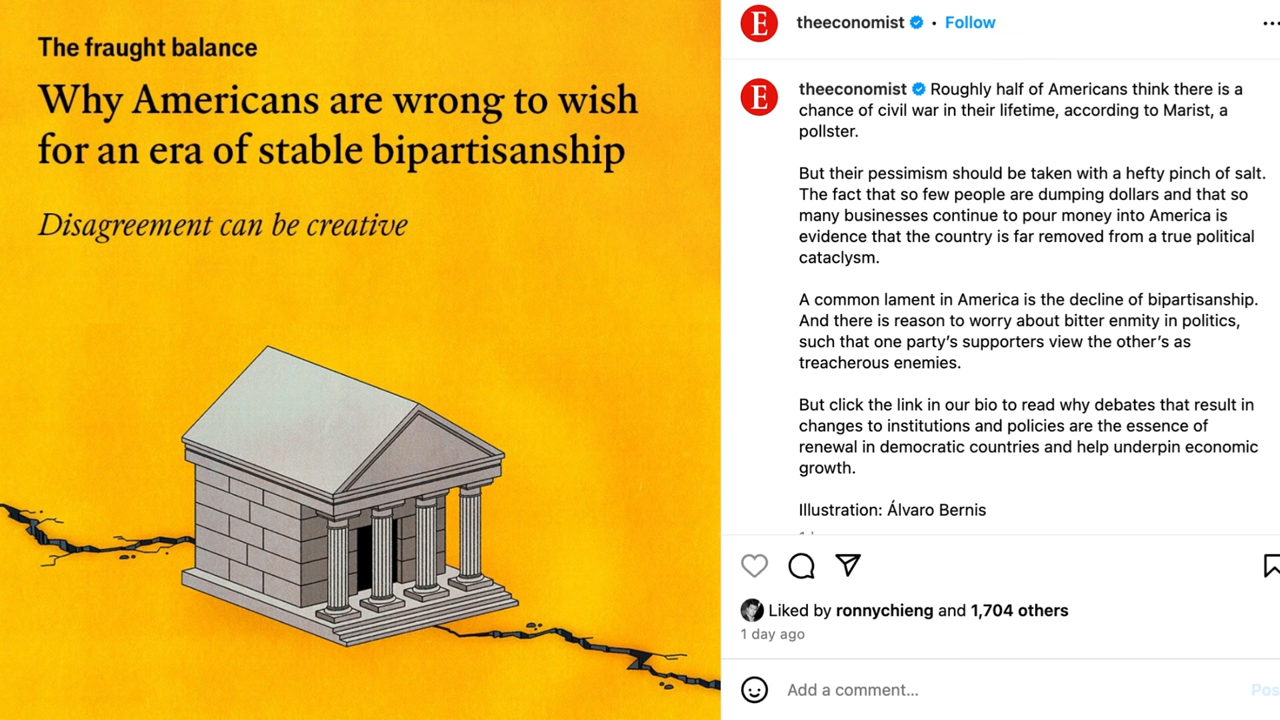 The fraught balance
Why Americans are wrong to wish
for an era of stable bipartisanship
Disagreement can be creative
E
theeconomist • Follow
E
theeconomist Roughly half of Americans think there is a
chance of civil war in their lifetime, according to Marist, a
pollster.
But their pessimism should be taken with a hefty pinch of salt.
The fact that so few people are dumping dollars and that so
many businesses continue to pour money into America is
evidence that the country is far removed from a true political
cataclysm.
A common lament in America is the decline of bipartisanship.
And there is reason to worry about bitter enmity in politics,
such that one party’s supporters view the other’s as
treacherous enemies.
But click the link in our bio to read why debates that result in
changes to institutions and policies are the essence of
renewal in democratic countries and help underpin economic
growth.
Illustration: Álvaro Bernis
Liked by ronnychieng and 1,704 others
1 day ago
Add a comment...